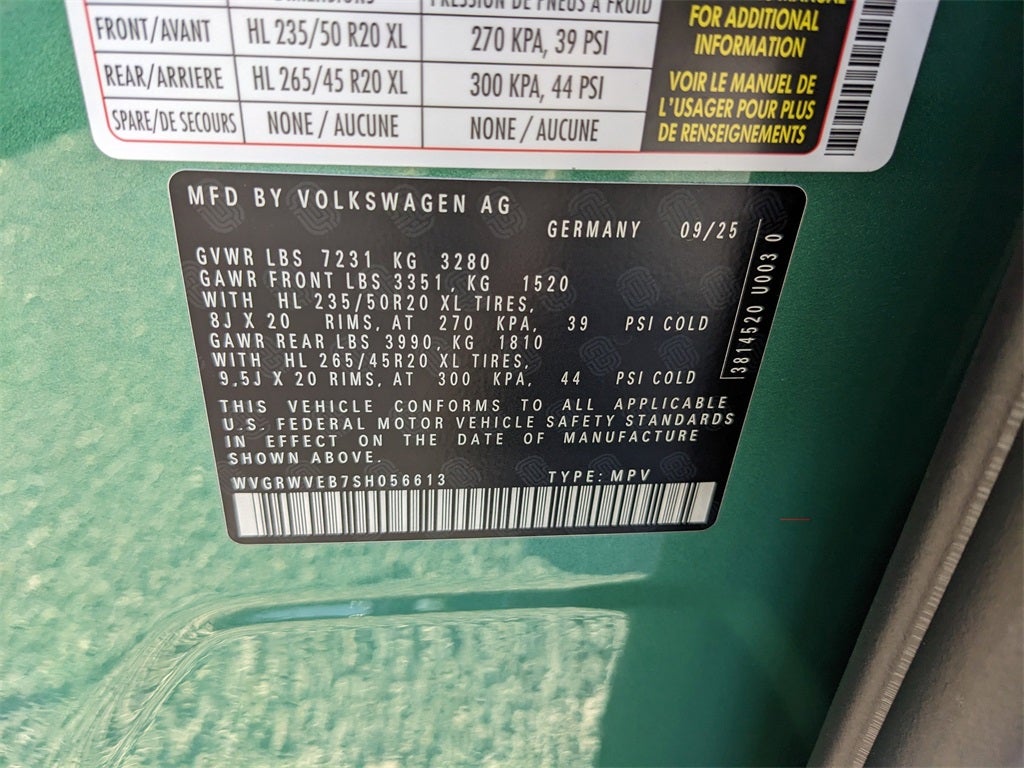 PRESSION DE PNEUS À FROID
FRONT/AVANT HL 235/50 R20 XL 270 KPA, 39 PSI
REAR/ARRIERE HL 265/45 R20 XL 300 KPA, 44 PSI
SPARE/DE SECOURS NONE / AUCUNE NONE / AUCUNE
FOR ADDITIONAL
INFORMATION
VOIR LE MANUEL DE
L'USAGER POUR PLUS
DE RENSEIGNEMENTS
MFD BY VOLKSWAGEN AG
GERMANY 09/25
GVWR LBS 7231 KG 3280
GAWR FRONT LBS 3351, KG 1520
WITH HL 235/50R20 XL TIRES,
8J X 20 RIMS, AT 270 KPA, 39 PSI COLD
GAWR REAR LBS 3990, KG 1810
WITH HL 265/45R20 XL TIRES,
9,5J X 20 RIMS, AT 300 KPA, 44 PSI COLD
THIS VEHICLE CONFORMS TO ALL APPLICABLE
U.S. FEDERAL MOTOR VEHICLE SAFETY STANDARDS
IN EFFECT ON THE DATE OF MANUFACTURE
SHOWN ABOVE.
WVGRWVEB7SH056613 TYPE: MPV
3814520 U003 0